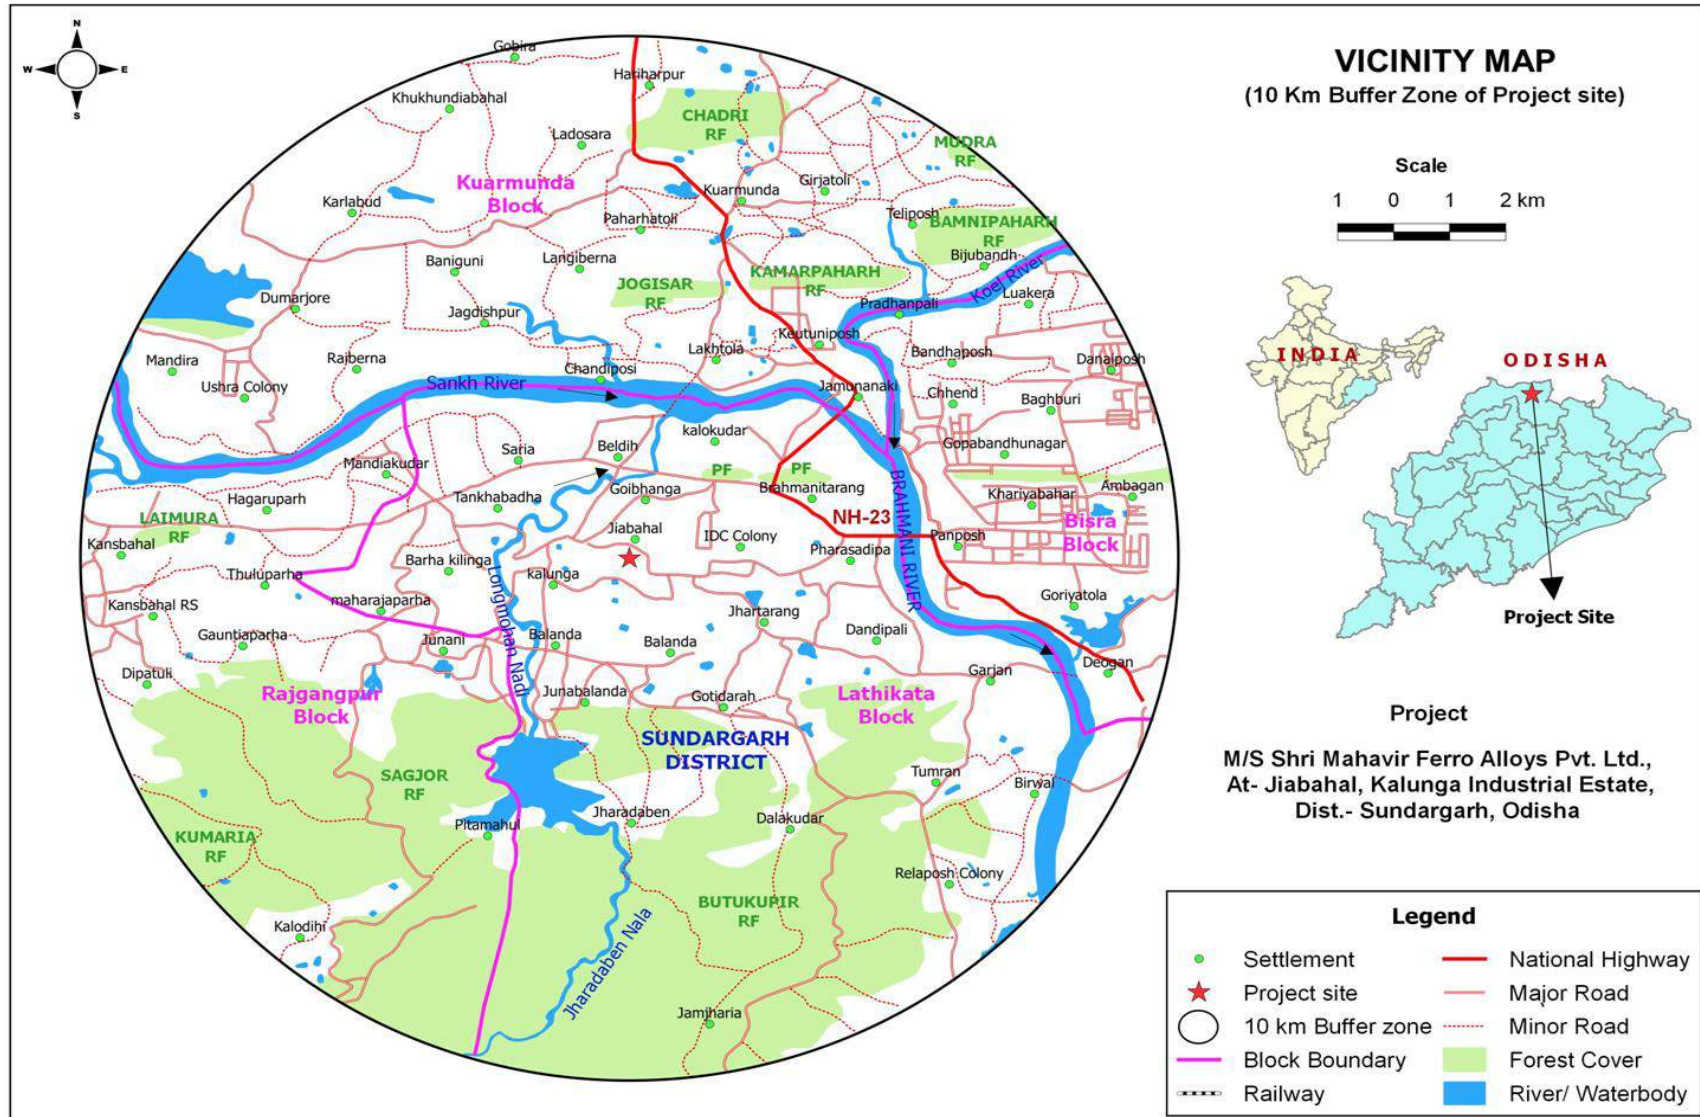 N
W
E
S
VICINITY MAP
(10 Km Buffer Zone of Project site)
Scale
1 0 1 2 km
INDIA
ODISHA
Project Site
Project
M/S Shri Mahavir Ferro Alloys Pvt. Ltd.,
At- Jiabahal, Kalunga Industrial Estate,
Dist.- Sundargarh, Odisha
Gobira
Hariharpur
Khukhundiabahal
CHADRI
RF
Ladosara
MUDRA
RF
Kuarmunda
Block
Kuarmunda
Girjatoli
Karlabud
Paharhatoli
Teliposh
BAMNIPAHARH
RF
Baniguni
Langiberna
Bijubandh
JOGISAR
RF
KAMARPAHARH
RF
Koel River
Luakera
Dumarjore
Jagdishpur
Pradhanpali
Keutuniposh
Mandira
Rajberna
Lakhtola
Bandhaposh
Danaiposh
Ushra Colony
Chandiposi
Sankh River
Jamunanaki
Chhend
Baghburi
kalokudar
Beldih
Saria
Gopabandhunagar
Mandiakudar
PF
PF
Hagaruparh
Tankhabadha
Goibhanga
Brahmanitarang
Khariyabahar
Ambagan
LAIMURA
RF
NH-23
BRAHMANI RIVER
Bisra
Block
Kansbahal
Jiabahal
IDC Colony
Pharasadipa
Panposh
Barha kilinga
kalunga
Thuluparha
Longmohan Nadi
Kansbahal RS
maharajaparha
Jhartarang
Goriyatola
Gauntiaparha
Junani
Balanda
Balanda
Dandipali
Dipatuli
Garjan
Deogan
Rajgangpur
Block
Junabalanda
Gotidarah
Lathikata
Block
SUNDARGARH
DISTRICT
SAGJOR
RF
Tumran
Birwal
Pitamahul
Jharadaben
Dalakudar
KUMARIA
RF
Relaposh Colony
BUTUKUPIR
RF
Kalodihi
Jharadaben Nala
Jamjharia
Legend
Settlement
National Highway
Project site
Major Road
10 km Buffer zone
Minor Road
Block Boundary
Forest Cover
Railway
River/ Waterbody